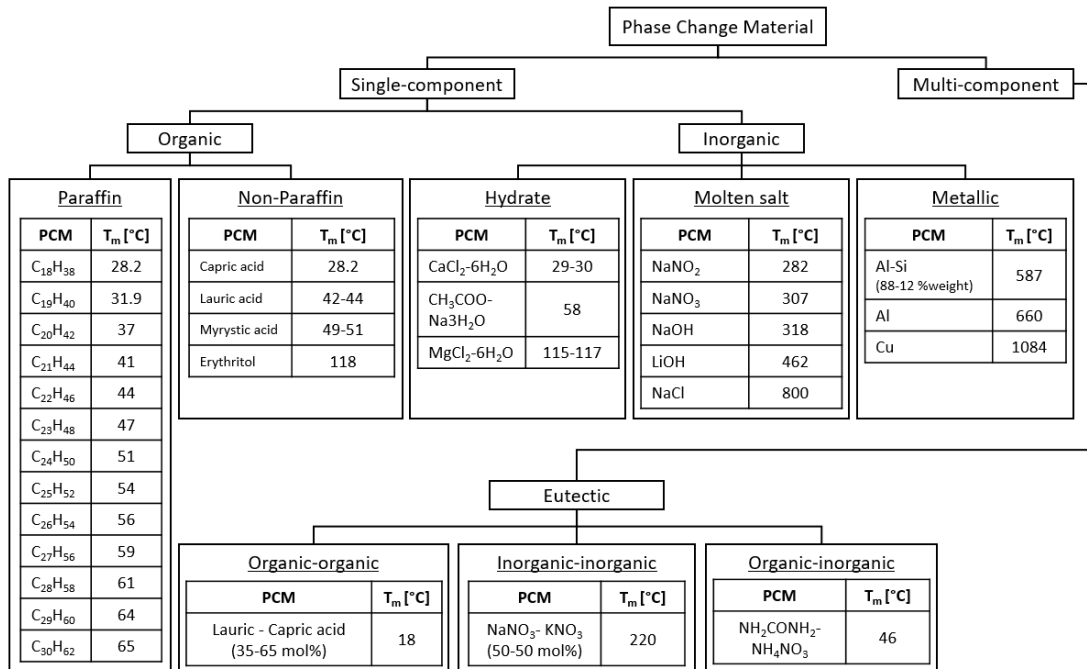 Phase Change Material
Single-component
Multi-component
Organic
Inorganic
Paraffin
PCM Tₘ [°C]
C₁₈H₃₈ 28.2
C₁₉H₄₀ 31.9
C₂₀H₄₂ 37
C₂₁H₄₄ 41
C₂₂H₄₆ 44
C₂₃H₄₈ 47
C₂₄H₅₀ 51
C₂₅H₅₂ 54
C₂₆H₅₄ 56
C₂₇H₅₆ 59
C₂₈H₅₈ 61
C₂₉H₆₀ 64
C₃₀H₆₂ 65
Non-Paraffin
PCM Tₘ [°C]
Capric acid 28.2
Lauric acid 42-44
Myrystic acid 49-51
Erythritol 118
Hydrate
PCM Tₘ [°C]
CaCl₂-6H₂O 29-30
CH₃COO-
Na3H₂O 58
MgCl₂-6H₂O 115-117
Molten salt
PCM Tₘ [°C]
NaNO₂ 282
NaNO₃ 307
NaOH 318
LiOH 462
NaCl 800
Metallic
PCM Tₘ [°C]
Al-Si
(88-12 %weight) 587
Al 660
Cu 1084
Eutectic
Organic-organic
PCM Tₘ [°C]
Lauric - Capric acid
(35-65 mol%) 18
Inorganic-inorganic
PCM Tₘ [°C]
NaNO₃- KNO₃
(50-50 mol%) 220
Organic-inorganic
PCM Tₘ [°C]
NH₂CONH₂-
NH₄NO₃ 46